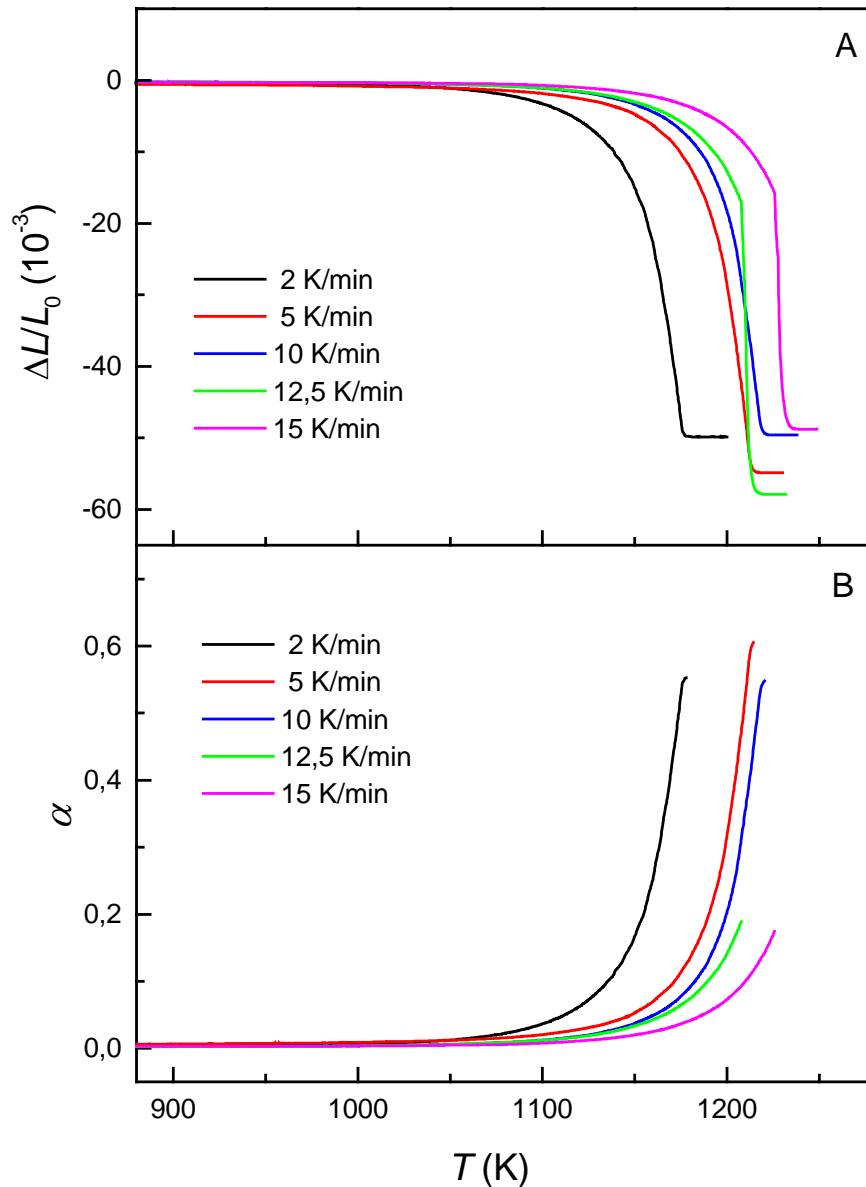 A
0
-20
-40
-60
ΔL/L0 (10-3)
2 K/min
5 K/min
10 K/min
12,5 K/min
15 K/min
B
0,6
0,4
0,2
0,0
α
2 K/min
5 K/min
10 K/min
12,5 K/min
15 K/min
900 1000 1100 1200
T (K)